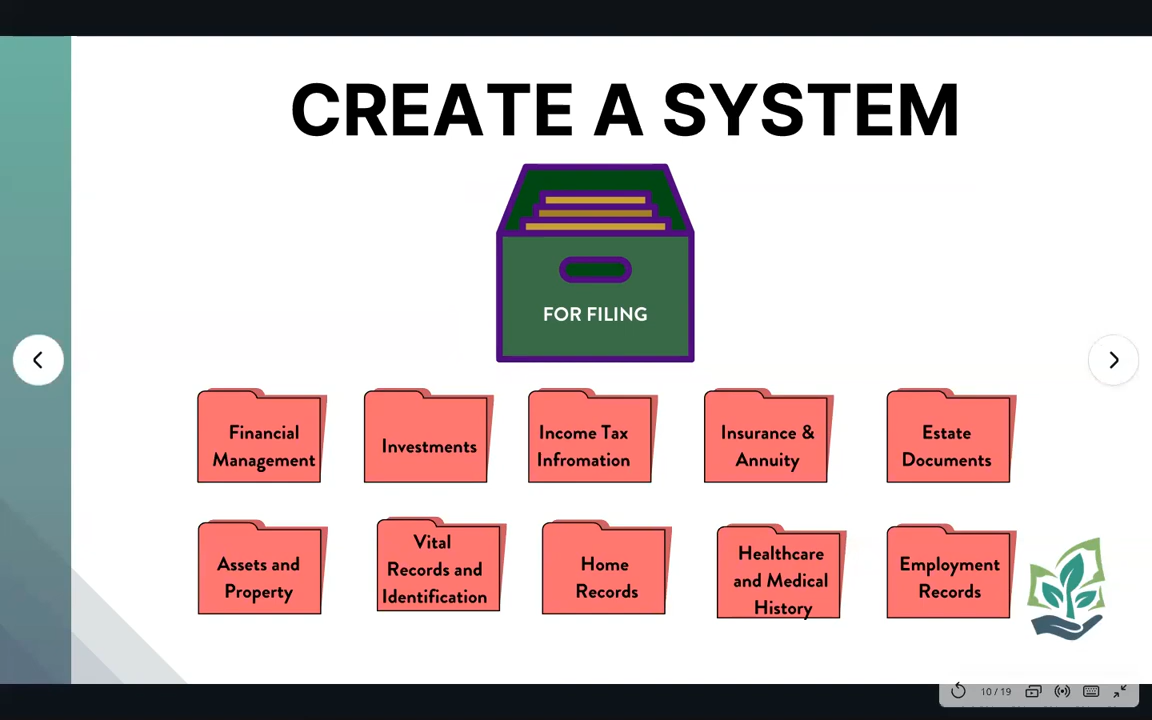 CREATE A SYSTEM
FOR FILING
Financial
Management
Investments
Income Tax
Infromation
Insurance &
Annuity
Estate
Documents
Assets and
Property
Vital
Records and
Identification
Home
Records
Healthcare
and Medical
History
Employment
Records
10 / 19